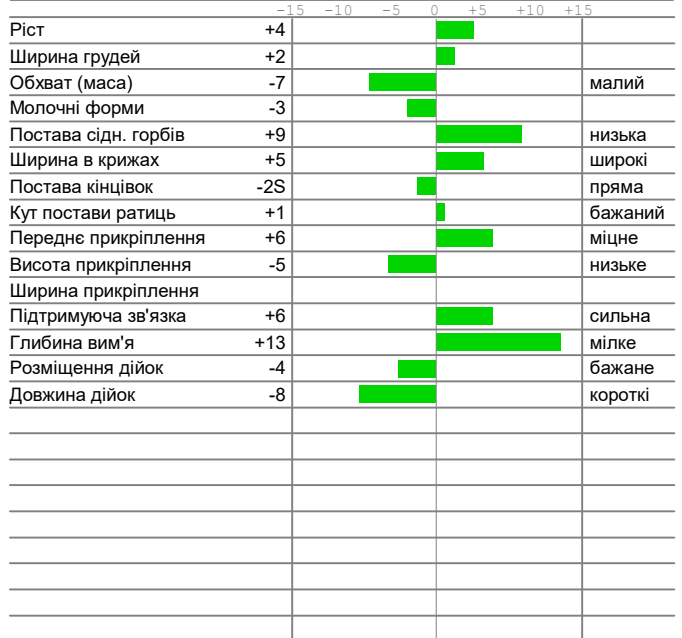 -15 -10 -5 0 +5 +10 +15
Ріст +4
Ширина грудей +2
Обхват (маса) -7 малий
Молочні форми -3
Постава сідн. горбів +9 низька
Ширина в крижах +5 широкі
Постава кінцівок -2S пряма
Кут постави ратиць +1 бажаний
Переднє прикріплення +6 міцне
Висота прикріплення -5 низьке
Ширина прикріплення
Підтримуюча зв'язка +6 сильна
Глибина вим'я +13 мілке
Розміщення дійок -4 бажане
Довжина дійок -8 короткі